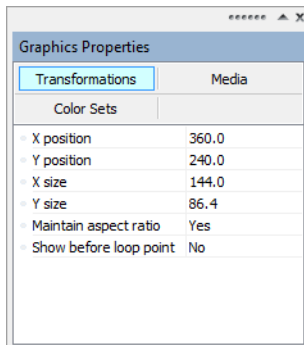 Graphics Properties
Transformations Media
Color Sets
X position 360.0
Y position 240.0
X size 144.0
Y size 86.4
Maintain aspect ratio Yes
Show before loop point No